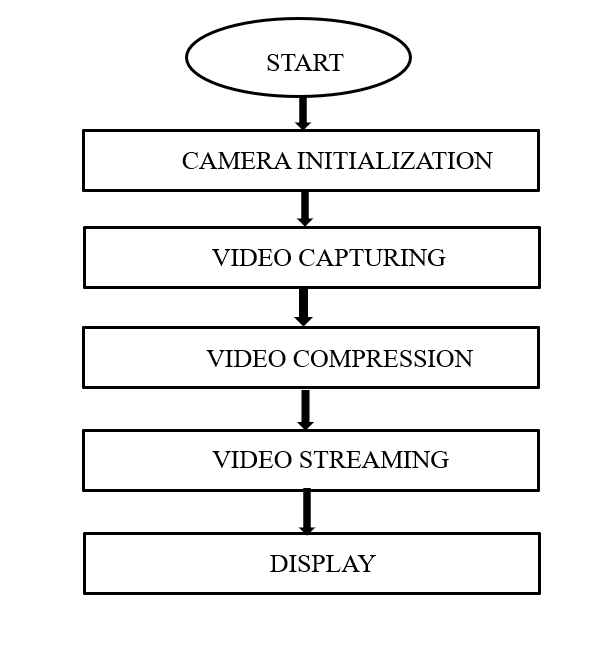 START
CAMERA INITIALIZATION
VIDEO CAPTURING
VIDEO COMPRESSION
VIDEO STREAMING
DISPLAY